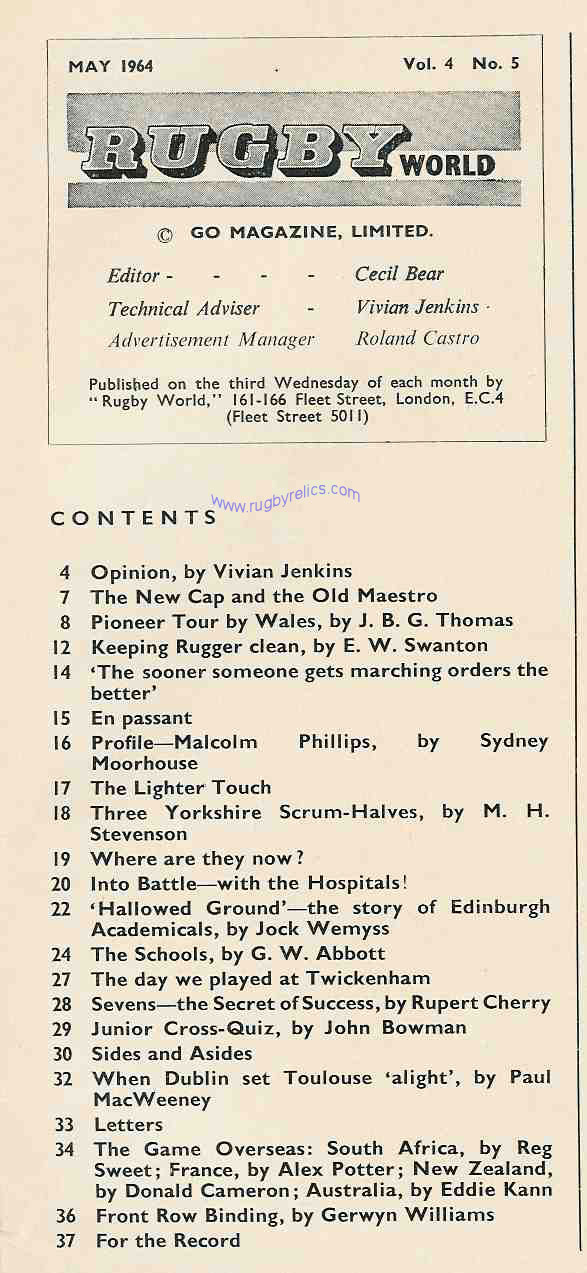 MAY 1964 Vol. 4 No. 5
RUGBY WORLD
© GO MAGAZINE, LIMITED.
Editor - - - - Cecil Bear
Technical Adviser - Vivian Jenkins
Advertisement Manager Roland Castro
Published on the third Wednesday of each month by
"Rugby World," 161-166 Fleet Street, London, E.C.4
(Fleet Street 5011)
www.rugbyrelics.com
CONTENTS
4 Opinion, by Vivian Jenkins
7 The New Cap and the Old Maestro
8 Pioneer Tour by Wales, by J. B. G. Thomas
12 Keeping Rugger clean, by E. W. Swanton
14 'The sooner someone gets marching orders the
better'
15 En passant
16 Profile—Malcolm Phillips, by Sydney
Moorhouse
17 The Lighter Touch
18 Three Yorkshire Scrum-Halves, by M. H.
Stevenson
19 Where are they now?
20 Into Battle—with the Hospitals!
22 'Hallowed Ground'—the story of Edinburgh
Academicals, by Jock Wemyss
24 The Schools, by G. W. Abbott
27 The day we played at Twickenham
28 Sevens—the Secret of Success, by Rupert Cherry
29 Junior Cross-Quiz, by John Bowman
30 Sides and Asides
32 When Dublin set Toulouse 'alight', by Paul
MacWeeney
33 Letters
34 The Game Overseas: South Africa, by Reg
Sweet; France, by Alex Potter; New Zealand,
by Donald Cameron; Australia, by Eddie Kann
36 Front Row Binding, by Gerwyn Williams
37 For the Record